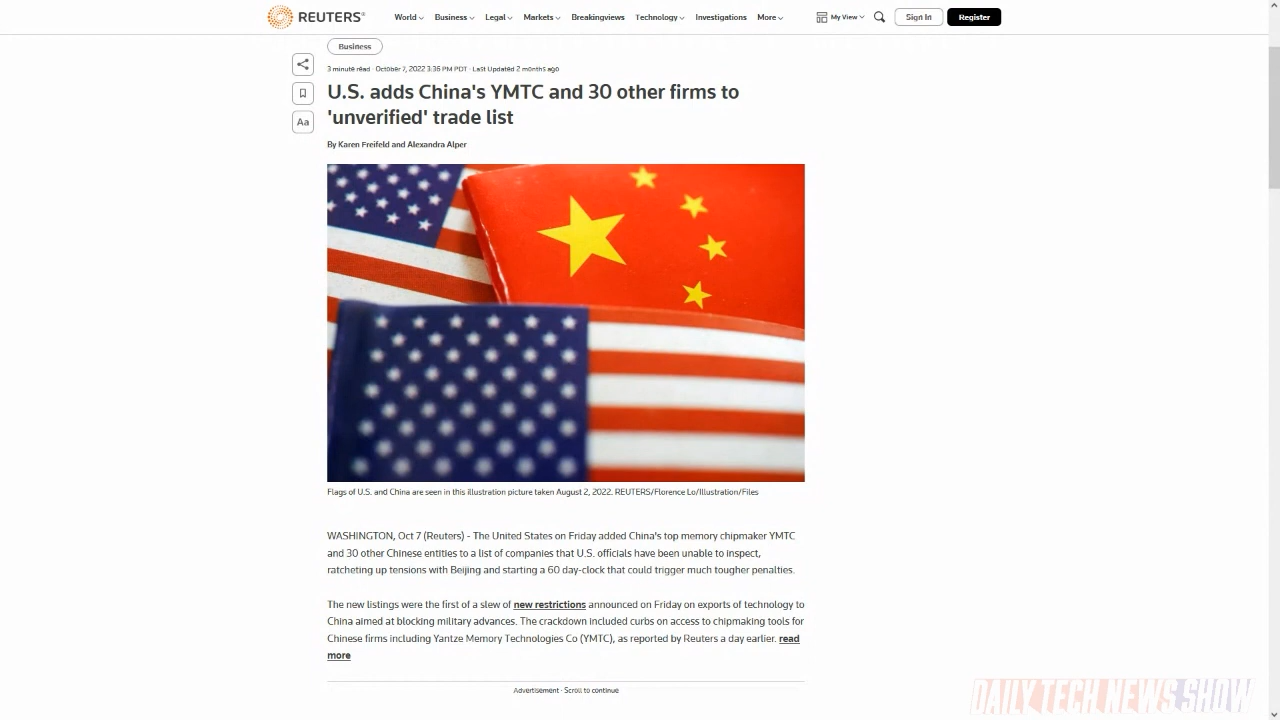 REUTERS®
World Business Legal Markets Breakingviews Technology Investigations More My View Sign In Register
Business
3 minute read · October 7, 2022 3:36 PM PDT · Last Updated 2 months ago
U.S. adds China's YMTC and 30 other firms to
'unverified' trade list
Aa
By Karen Freifeld and Alexandra Alper
Flags of U.S. and China are seen in this illustration picture taken August 2, 2022. REUTERS/Florence Lo/Illustration/Files
WASHINGTON, Oct 7 (Reuters) - The United States on Friday added China's top memory chipmaker YMTC
and 30 other Chinese entities to a list of companies that U.S. officials have been unable to inspect,
ratcheting up tensions with Beijing and starting a 60 day-clock that could trigger much tougher penalties.
The new listings were the first of a slew of new restrictions announced on Friday on exports of technology to
China aimed at blocking military advances. The crackdown included curbs on access to chipmaking tools for
Chinese firms including Yantze Memory Technologies Co (YMTC), as reported by Reuters a day earlier. read
more
Advertisement · Scroll to continue
DAILY TECH NEWS SHOW